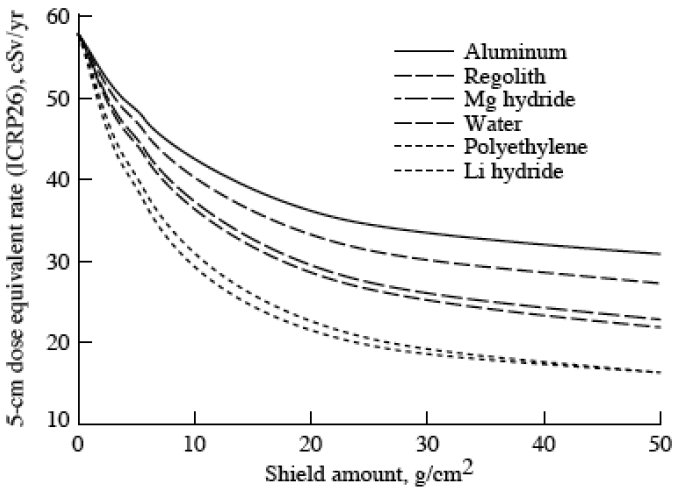 5-cm dose equivalent rate (ICRP26), cSv/yr
60
50
40
30
20
10
Aluminum
Regolith
Mg hydride
Water
Polyethylene
Li hydride
0 10 20 30 40 50
Shield amount, g/cm2